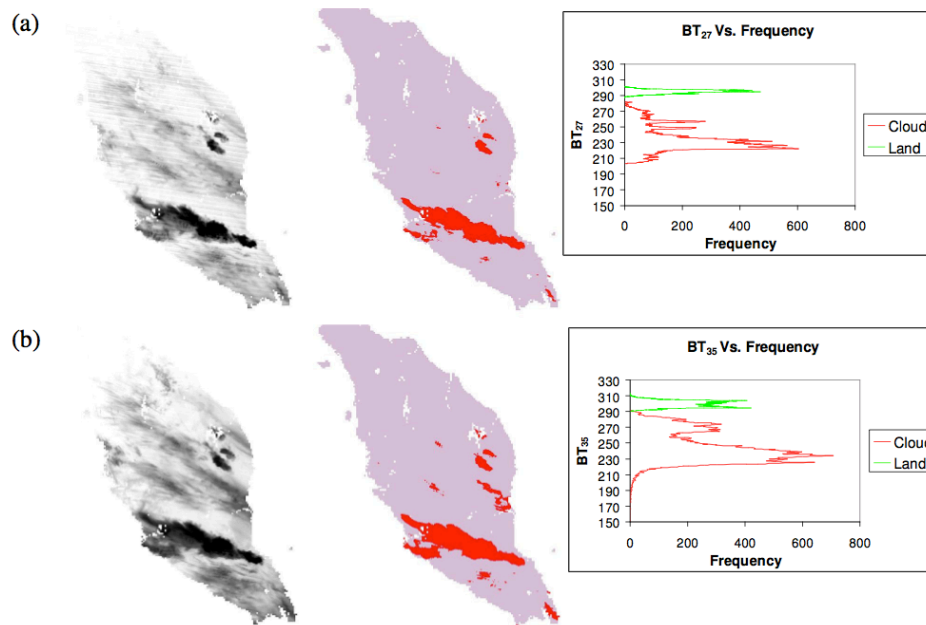 (a)
BT27 Vs. Frequency
330
310
290
270
250
230
210
190
170
150
BT27
0 200 400 600 800
Frequency
Cloud
Land
(b)
BT35 Vs. Frequency
330
310
290
270
250
230
210
190
170
150
BT35
0 200 400 600 800
Frequency
Cloud
Land